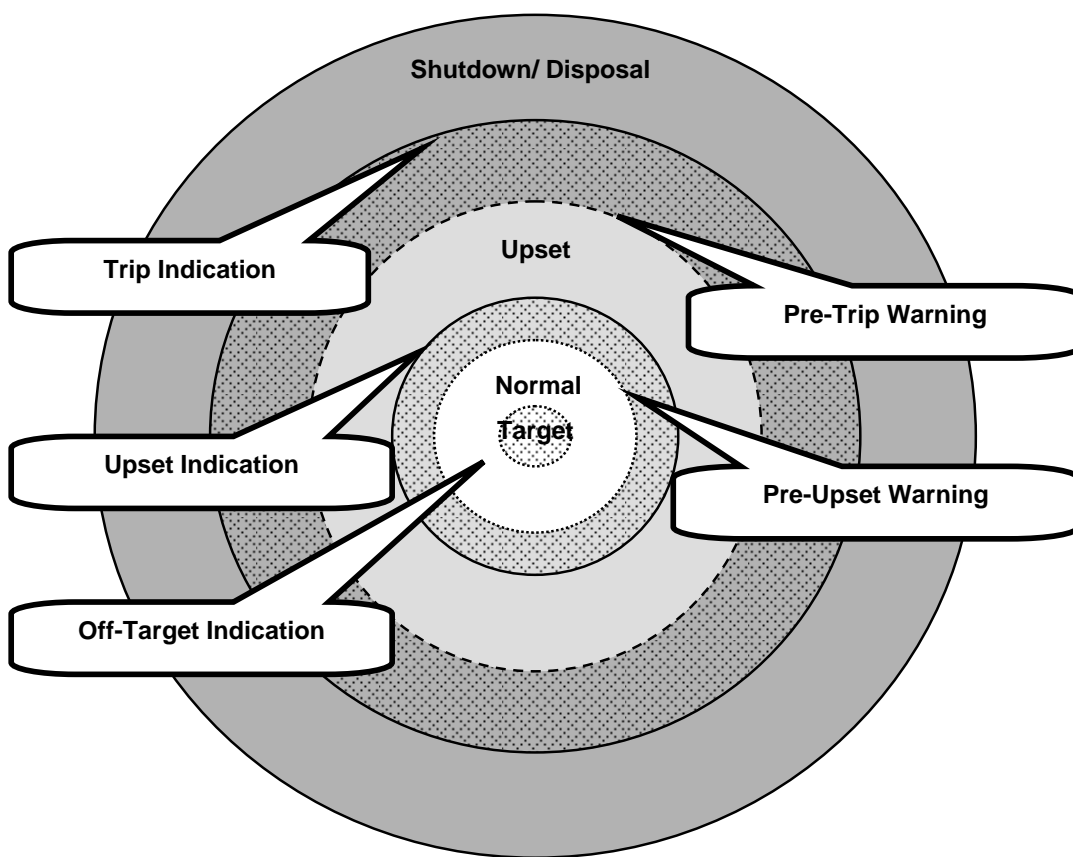 Shutdown/ Disposal
Trip Indication
Upset
Pre-Trip Warning
Normal
Target
Upset Indication
Pre-Upset Warning
Off-Target Indication